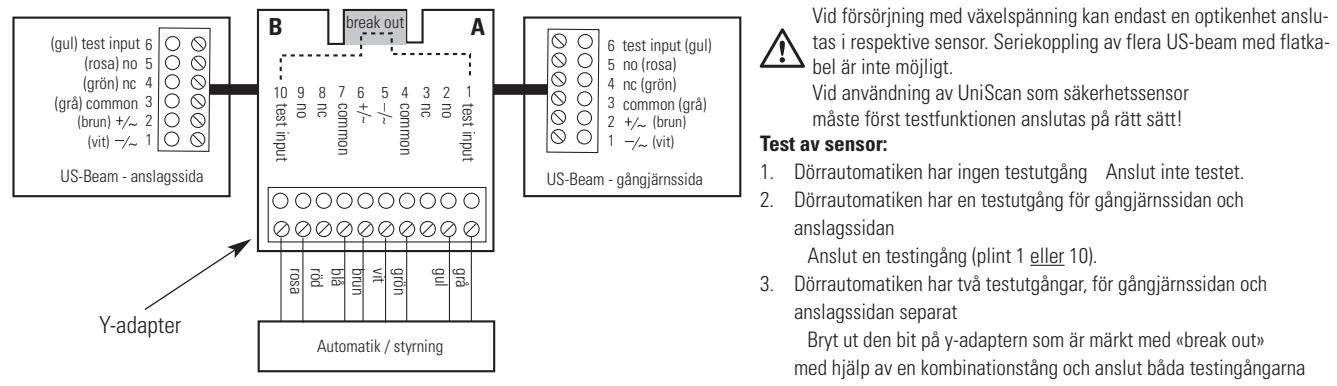 (gul) test input 6
(rosa) no 5
(grön) nc 4
(grå) common 3
(brun) +/~ 2
(vit) −/~ 1
US-Beam - anslagssida
B
break out
A
10 test input
9 no
8 nc
7 common
6 +/~
5 −/~
4 common
3 nc
2 no
1 test input
6 test input (gul)
5 no (rosa)
4 nc (grön)
3 common (grå)
2 +/~ (brun)
1 −/~ (vit)
US-Beam - gångjärnssida
rosa
röd
blå
brun
vit
grön
gul
grå
Y-adapter
Automatik / styrning
Vid försörjning med växelspänning kan endast en optikenhet anslu-
tas i respektive sensor. Seriekoppling av flera US-beam med flatka-
bel är inte möjligt.
Vid användning av UniScan som säkerhetssensor
måste först testfunktionen anslutas på rätt sätt!
Test av sensor:
1. Dörrautomatiken har ingen testutgång Anslut inte testet.
2. Dörrautomatiken har en testutgång för gångjärnssidan och
anslagssidan
Anslut en testingång (plint 1 eller 10).
3. Dörrautomatiken har två testutgångar, för gångjärnssidan och
anslagssidan separat
Bryt ut den bit på y-adaptern som är märkt med «break out»
med hjälp av en kombinationstång och anslut båda testingångarna